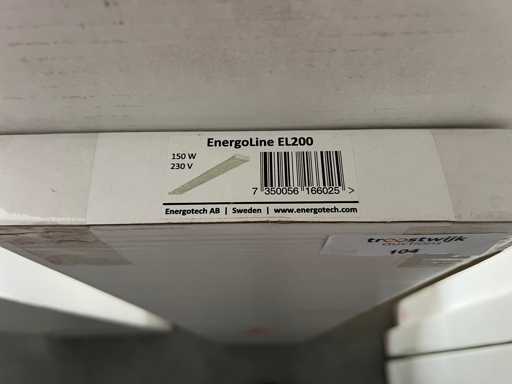 EnergoLine EL200
150 W
230 V
7 350056 166025 >
Energotech AB | Sweden | www.energotech.com
troostwijk
104